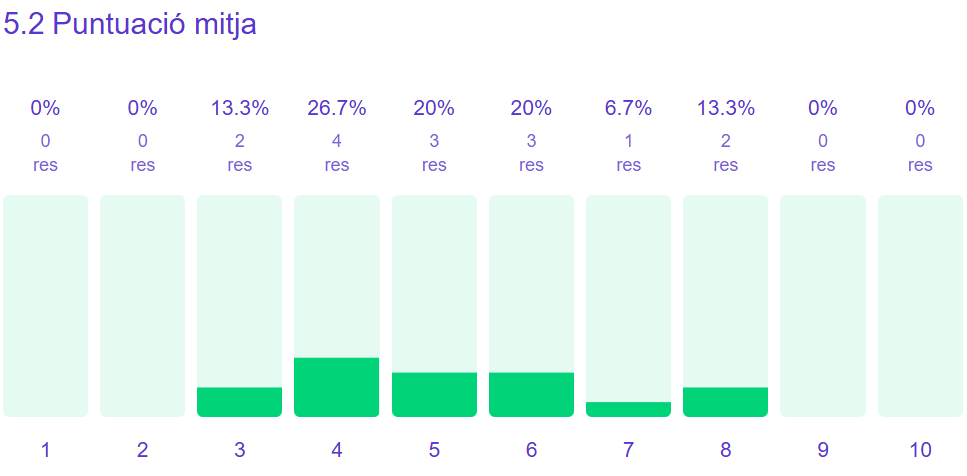 5.2 Puntuació mitja
0% 0% 13.3% 26.7% 20% 20% 6.7% 13.3% 0% 0%
0 0 2 4 3 3 1 2 0 0
res res res res res res res res res res
1 2 3 4 5 6 7 8 9 10